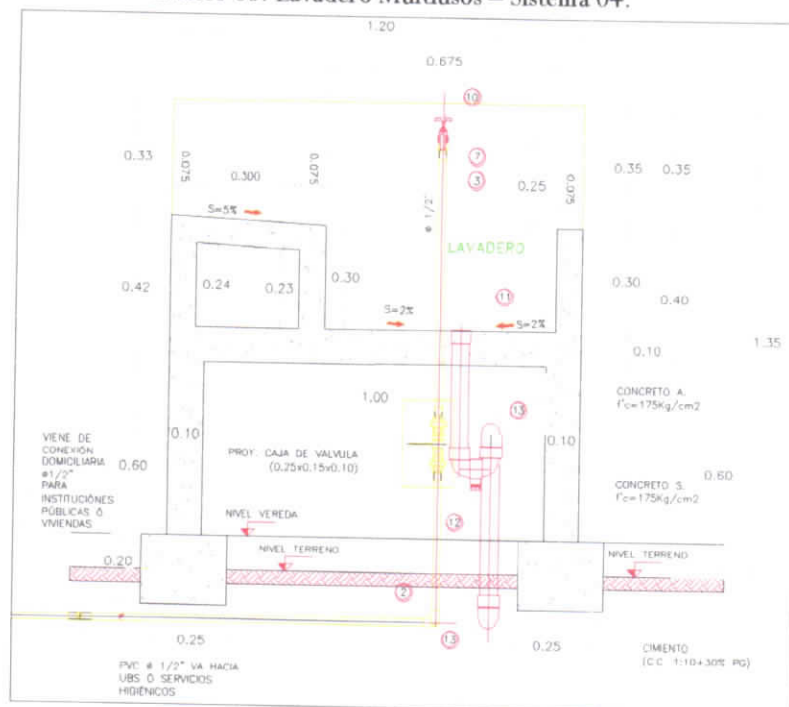 Lavadero Multiusos – Sistema 04.
1.20
0.675
10
0.33
0.075
0.300
0.075
7
3
0.25
0.075
0.35
0.35
S=5%
ø 1/2"
LAVADERO
0.42
0.24
0.23
0.30
11
0.30
0.40
S=2%
S=2%
0.10
1.35
1.00
13
CONCRETO A.
f'c=175Kg/cm2
VIENE DE
CONEXIÓN
DOMICILIARIA
ø1/2"
PARA
INSTITUCIÓNES
PÚBLICAS Ó
VIVIENDAS
0.10
0.60
PROY. CAJA DE VALVULA
(0.25x0.15x0.10)
0.10
CONCRETO S.
f'c=175Kg/cm2
0.60
NIVEL VEREDA
12
NIVEL TERRENO
NIVEL TERRENO
0.20
2
0.25
13
0.25
PVC ø 1/2" VA HACIA
UBS Ó SERVICIOS
HIGIÉNICOS
CIMIENTO
(C.C. 1:10+30% PG)